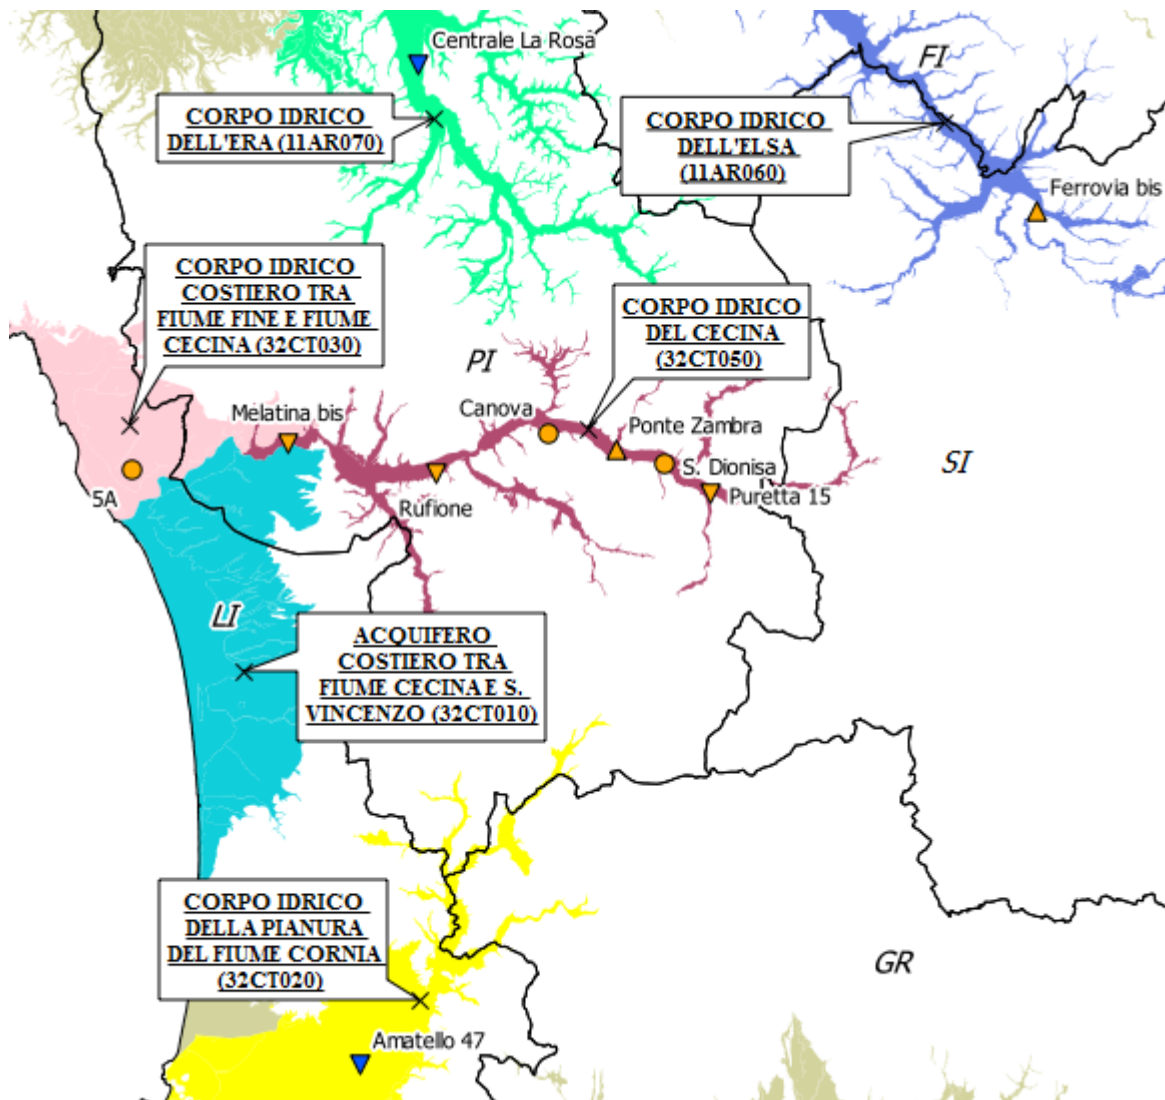 Centrale La Rosa
FI
CORPO IDRICO
DELL'ERA (11AR070)
CORPO IDRICO
DELL'ELSA
(11AR060)
Ferrovia bis
CORPO IDRICO
COSTIERO TRA
FIUME FINE E FIUME
CECINA (32CT030)
CORPO IDRICO
DEL CECINA
(32CT050)
PI
Melatina bis
Canova
Ponte Zambra
S. Dionisa
SI
5A
Rufione
Puretta 15
LI
ACQUIFERO
COSTIERO TRA
FIUME CECINA E S.
VINCENZO (32CT010)
CORPO IDRICO
DELLA PIANURA
DEL FIUME CORNIA
(32CT020)
GR
Amatello 47